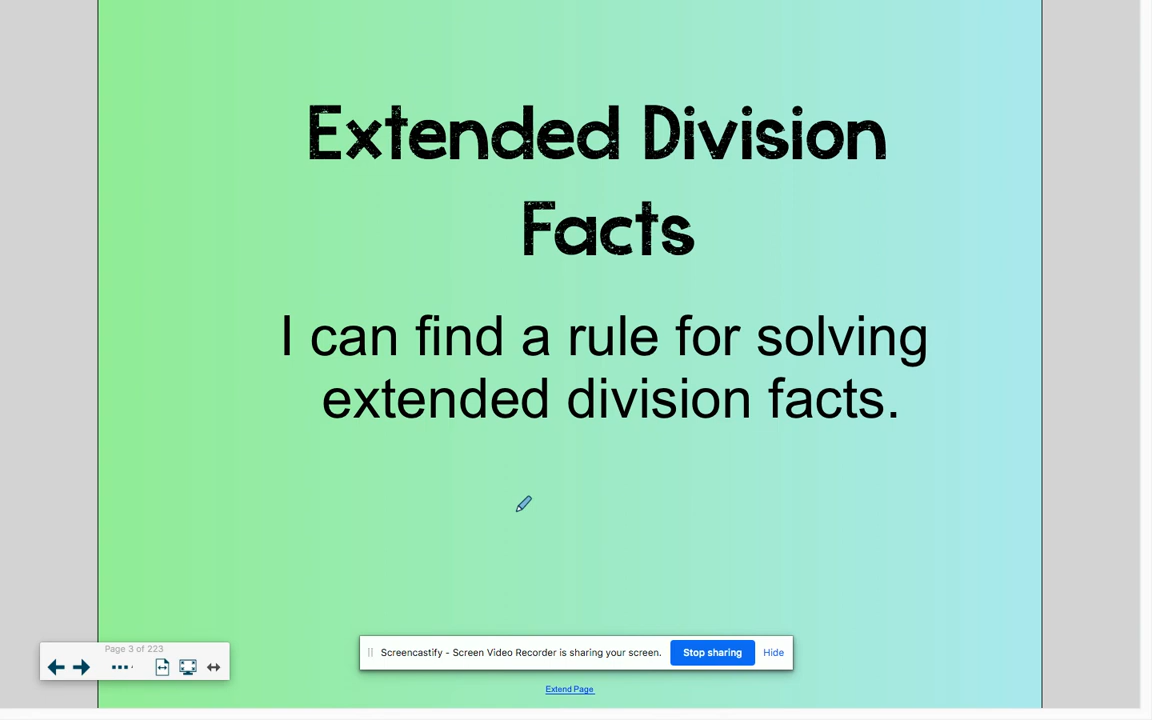 Extended Division
Facts
I can find a rule for solving
extended division facts.
Page 3 of 223
Screencastify - Screen Video Recorder is sharing your screen.
Stop sharing
Hide
Extend Page